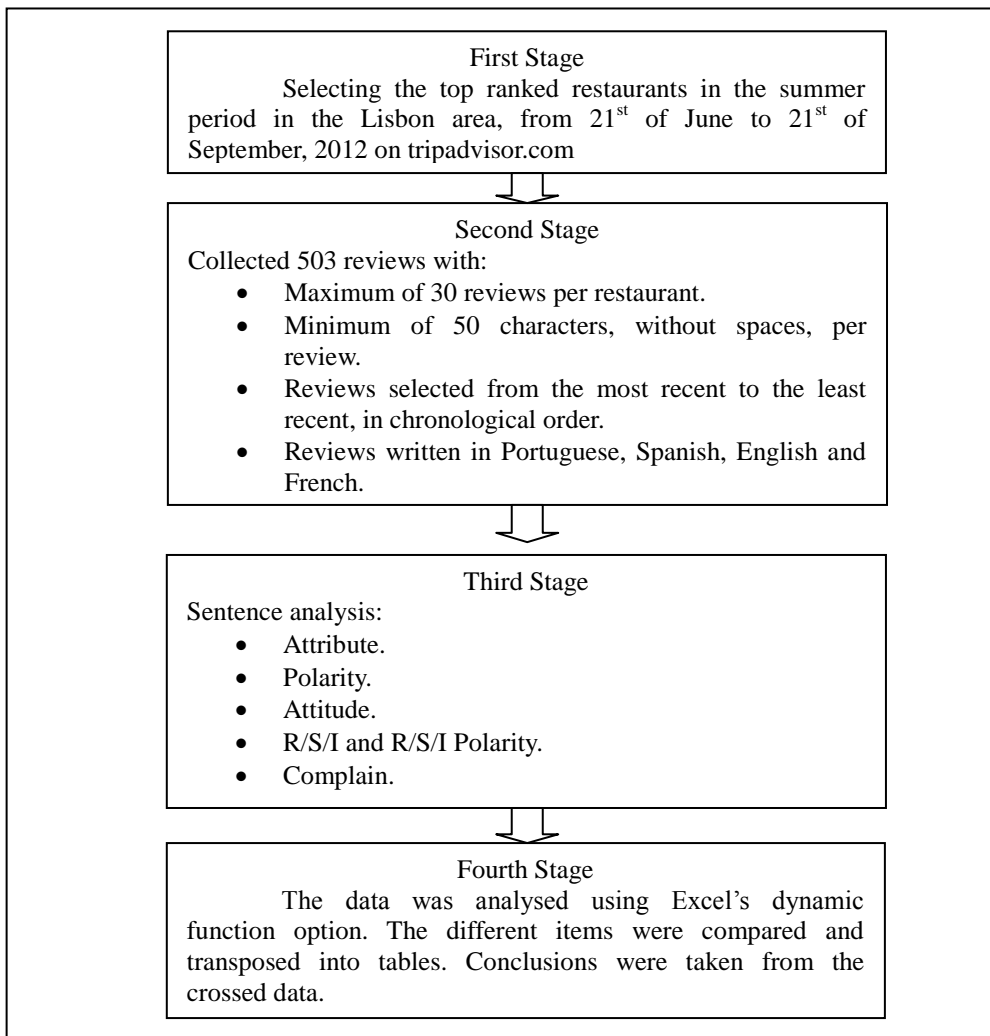 First Stage
Selecting the top ranked restaurants in the summer
period in the Lisbon area, from 21st of June to 21st of
September, 2012 on tripadvisor.com
Second Stage
Collected 503 reviews with:
• Maximum of 30 reviews per restaurant.
• Minimum of 50 characters, without spaces, per
review.
• Reviews selected from the most recent to the least
recent, in chronological order.
• Reviews written in Portuguese, Spanish, English and
French.
Third Stage
Sentence analysis:
• Attribute.
• Polarity.
• Attitude.
• R/S/I and R/S/I Polarity.
• Complain.
Fourth Stage
The data was analysed using Excel’s dynamic
function option. The different items were compared and
transposed into tables. Conclusions were taken from the
crossed data.